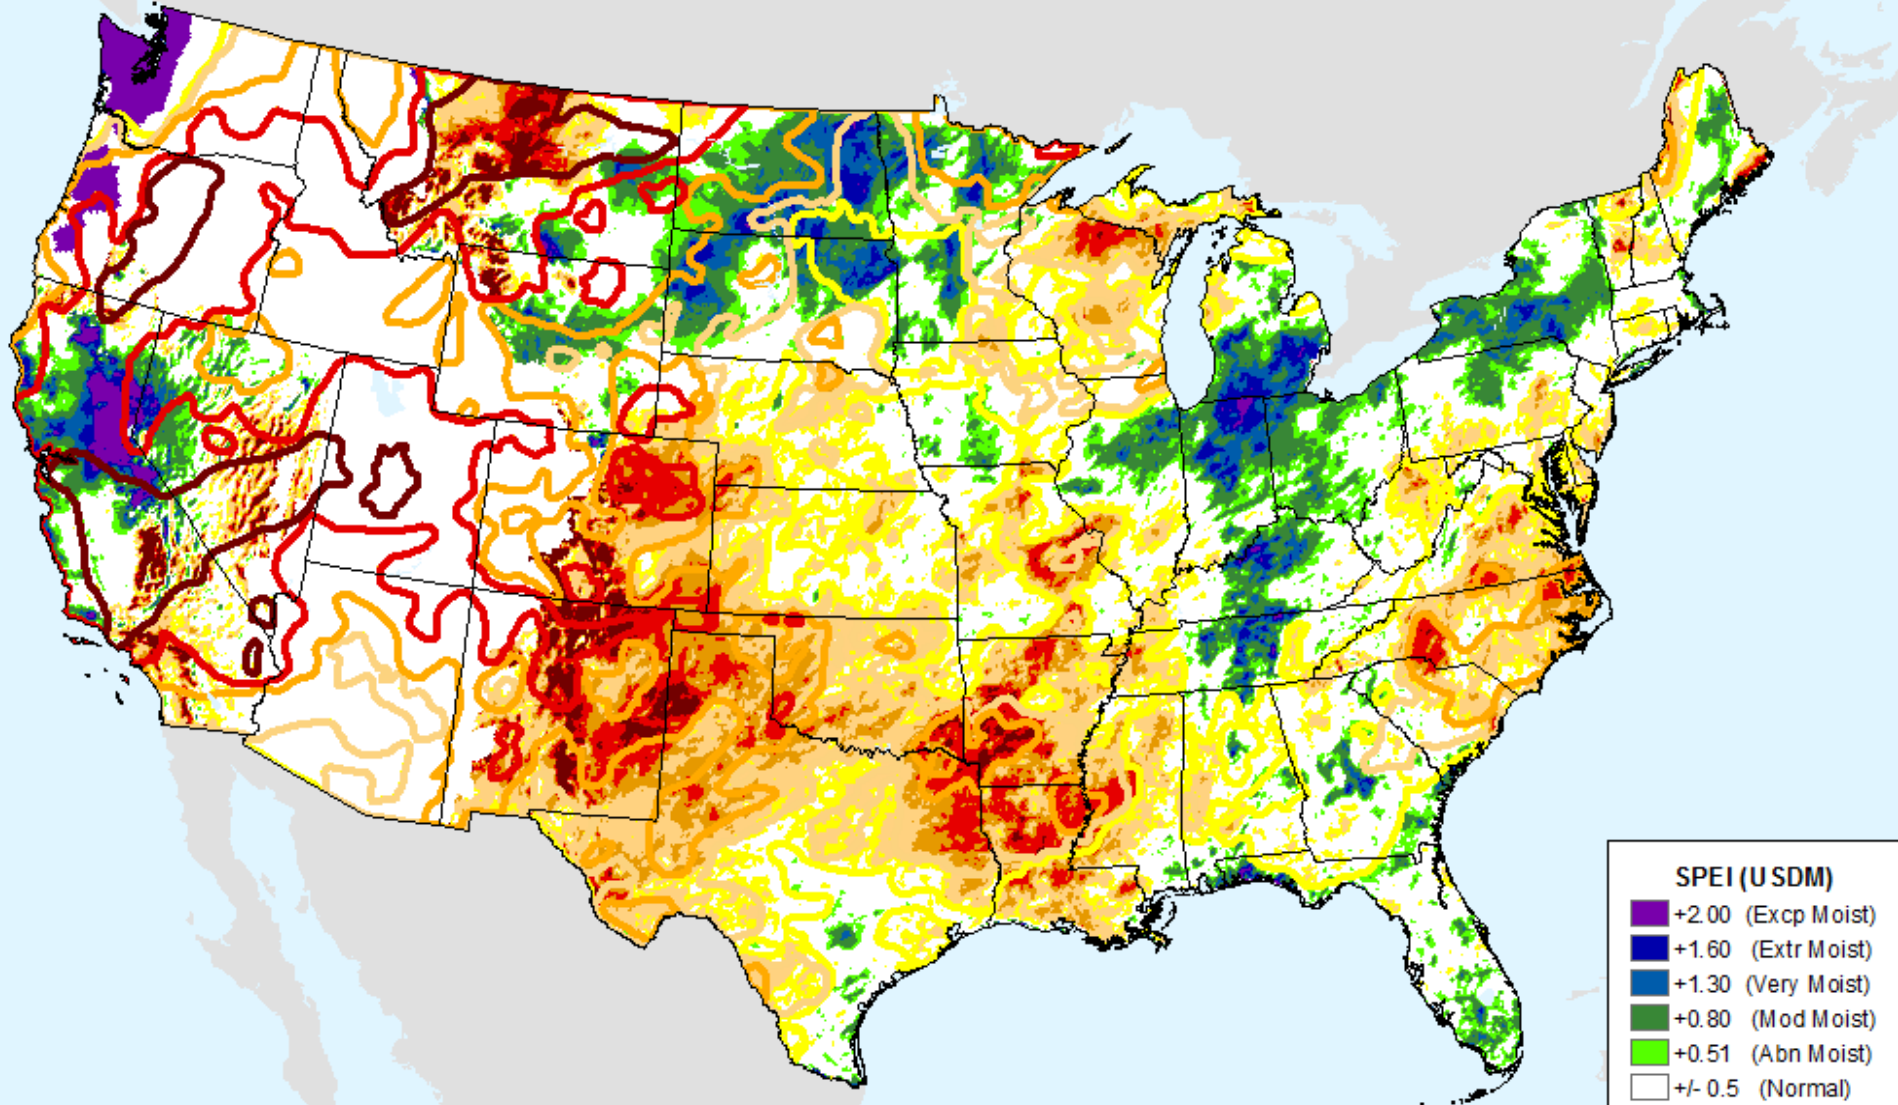 SPEI (USDM)
+2.00 (Excp Moist)
+1.60 (Extr Moist)
+1.30 (Very Moist)
+0.80 (Mod Moist)
+0.51 (Abn Moist)
+/- 0.5 (Normal)